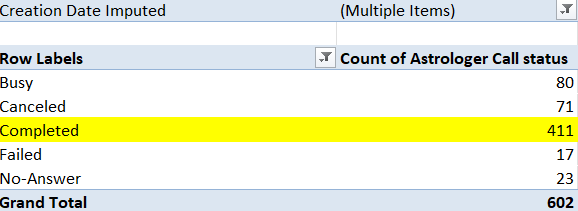 Creation Date Imputed (Multiple Items)
Row Labels Count of Astrologer Call status
Busy 80
Canceled 71
Completed 411
Failed 17
No-Answer 23
Grand Total 602